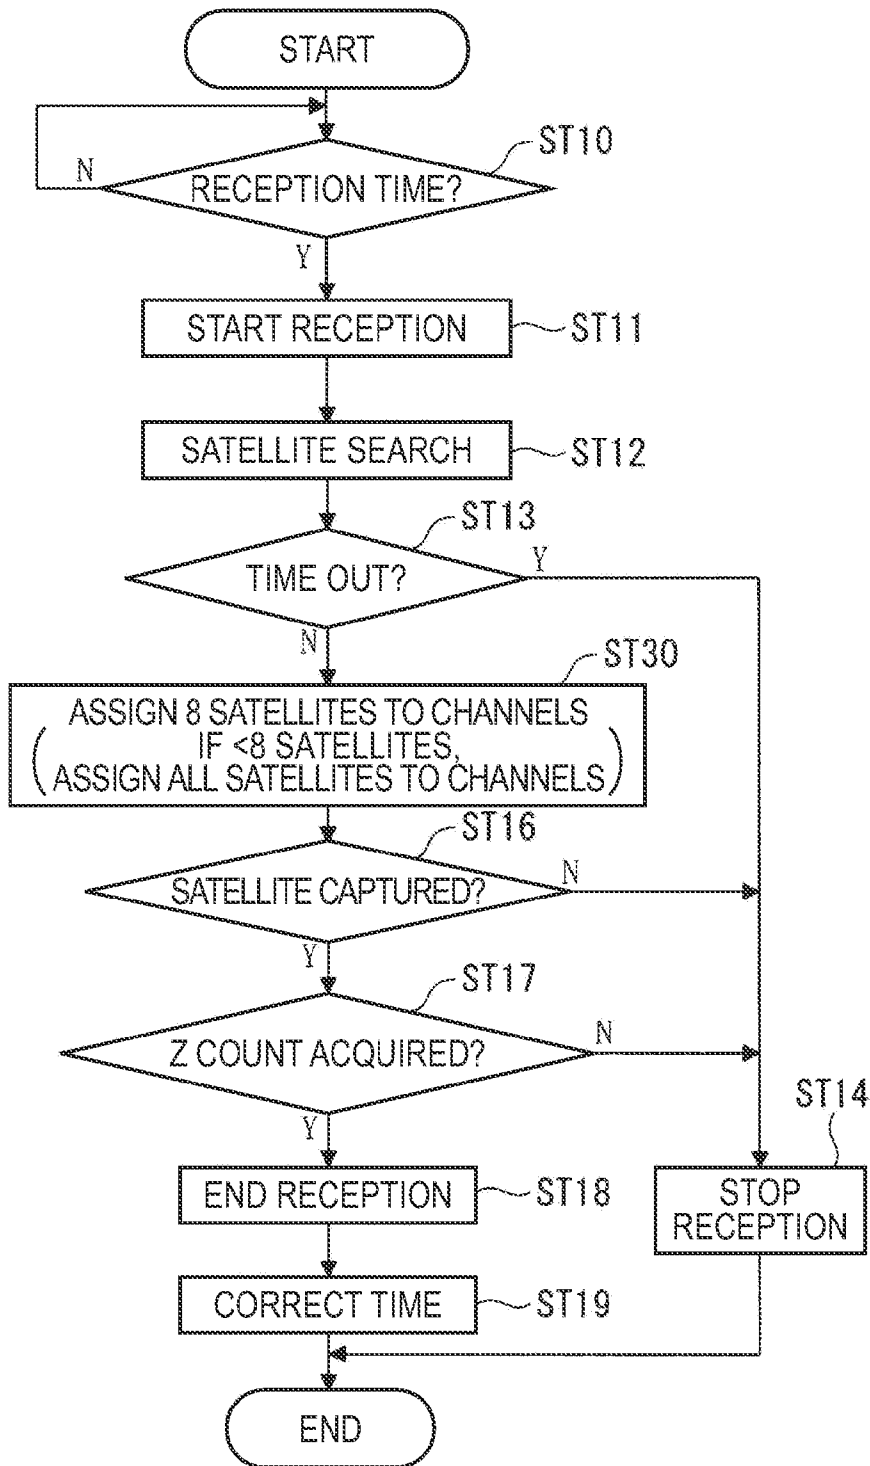 START
ST10
N
RECEPTION TIME?
Y
START RECEPTION
ST11
SATELLITE SEARCH
ST12
ST13
TIME OUT?
Y
N
ST30
ASSIGN 8 SATELLITES TO CHANNELS
(IF <8 SATELLITES,
ASSIGN ALL SATELLITES TO CHANNELS)
ST16
SATELLITE CAPTURED?
N
Y
ST17
Z COUNT ACQUIRED?
N
Y
ST14
END RECEPTION
ST18
STOP
RECEPTION
CORRECT TIME
ST19
END